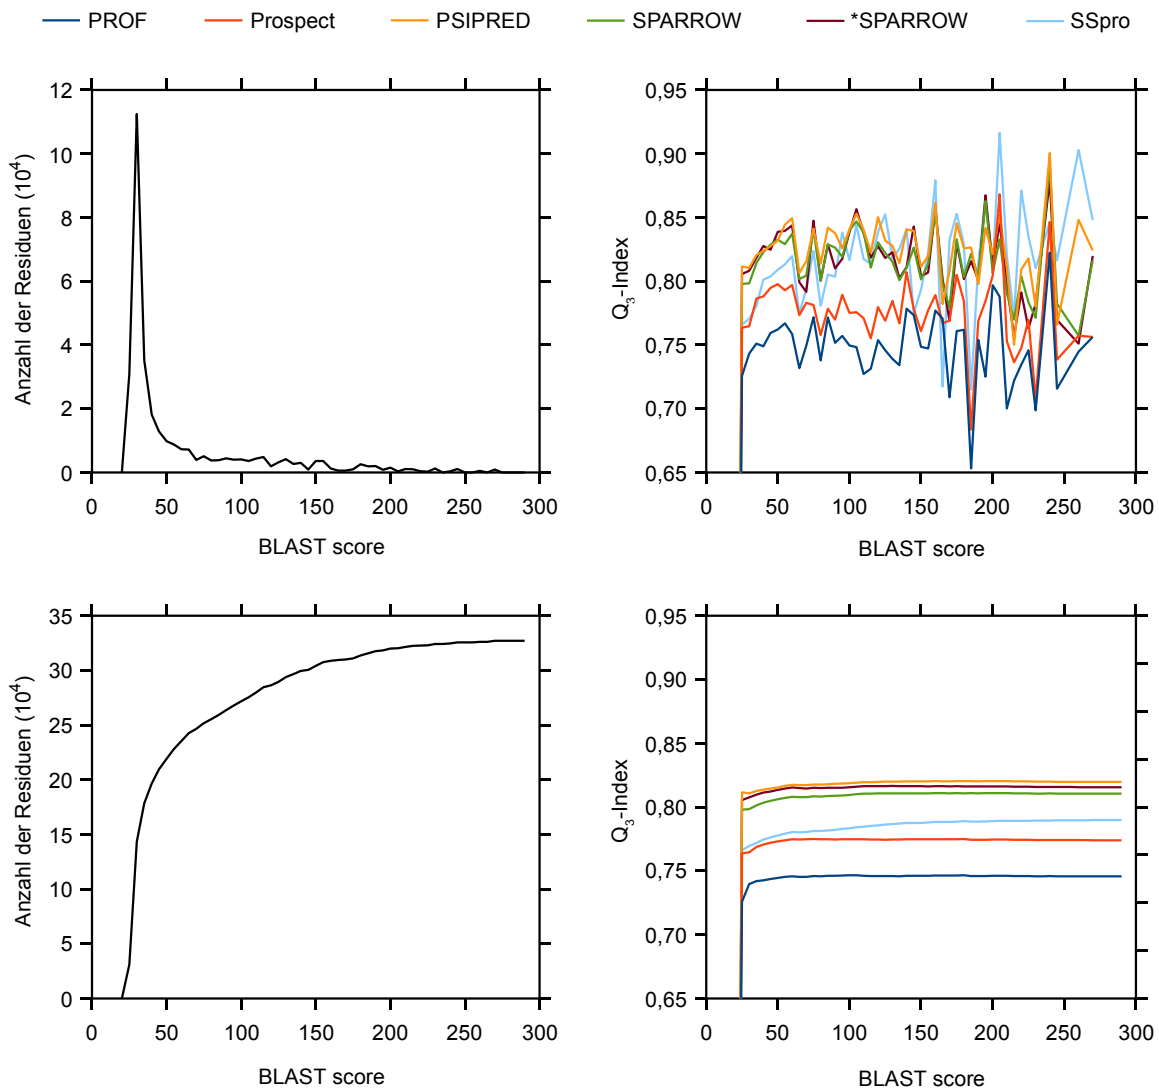 PROF Prospect PSIPRED SPARROW *SPARROW SSpro
Anzahl der Residuen (10⁴)
12
10
8
6
4
2
0
0 50 100 150 200 250 300
BLAST score
Q₃-Index
0,95
0,90
0,85
0,80
0,75
0,70
0,65
0 50 100 150 200 250 300
BLAST score
Anzahl der Residuen (10⁴)
35
30
25
20
15
10
5
0
0 50 100 150 200 250 300
BLAST score
Q₃-Index
0,95
0,90
0,85
0,80
0,75
0,70
0,65
0 50 100 150 200 250 300
BLAST score